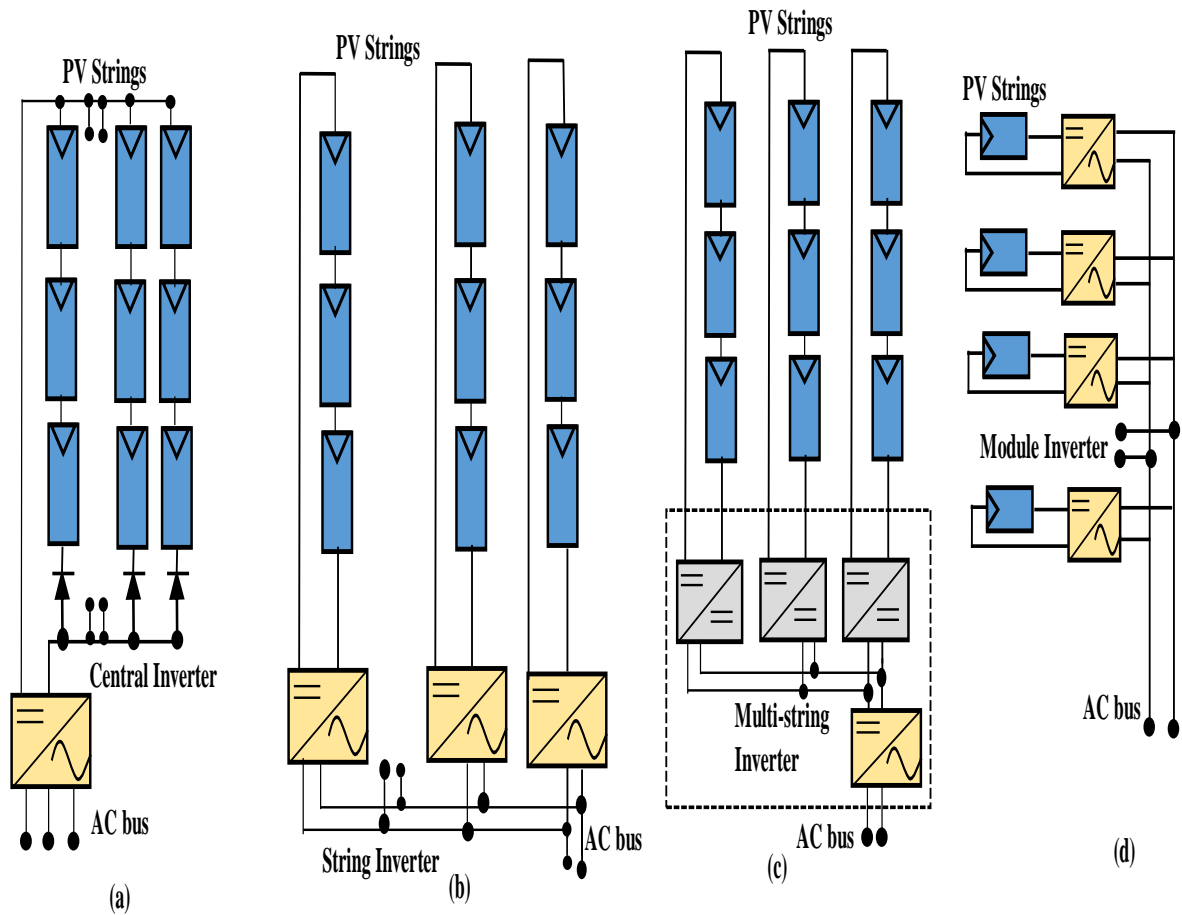 PV Strings
Central Inverter
AC bus
(a)
PV Strings
String Inverter
AC bus
(b)
PV Strings
Multi-string
Inverter
AC bus
(c)
PV Strings
Module Inverter
AC bus
(d)